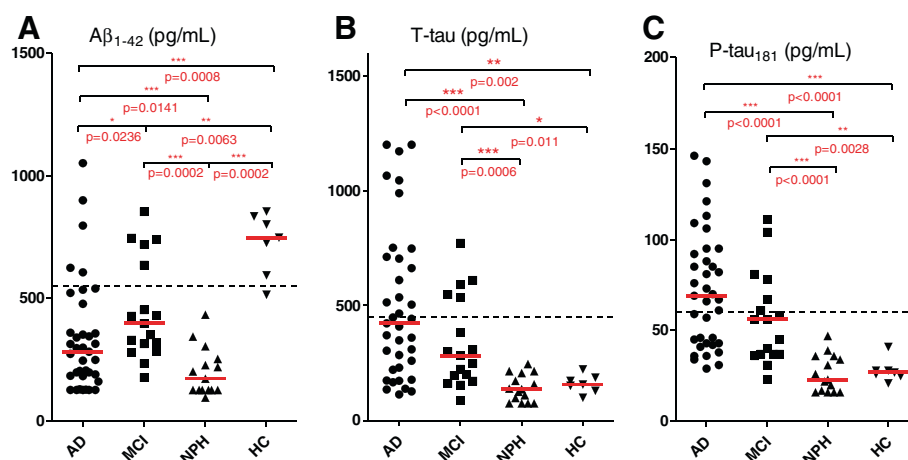 A
Aβ1-42 (pg/mL)
1500
1000
500
0
***
p=0.0008
***
p=0.0141
*
p=0.0236
**
p=0.0063
***
p=0.0002
***
p=0.0002
AD
MCI
NPH
HC
B
T-tau (pg/mL)
1500
1000
500
0
**
p=0.002
***
p<0.0001
*
p=0.011
***
p=0.0006
AD
MCI
NPH
HC
C
P-tau181 (pg/mL)
200
150
100
50
0
***
p<0.0001
***
p<0.0001
**
p=0.0028
***
p<0.0001
AD
MCI
NPH
HC